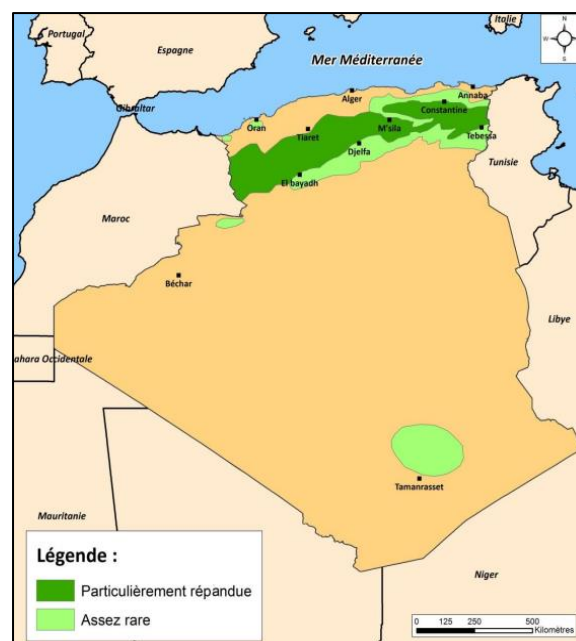 Portugal
Espagne
Italie
N
W
E
S
Mer Méditerranée
Gibraltar
Alger
Annaba
Constantine
Oran
Tiaret
M'sila
Tebessa
Djelfa
El bayadh
Tunisie
Maroc
Béchar
Libye
ahara Occidentale
Tamanrasset
Mauritanie
Niger
Légende :
Particulièrement répandue
Assez rare
0 125 250 500
Kilomètres